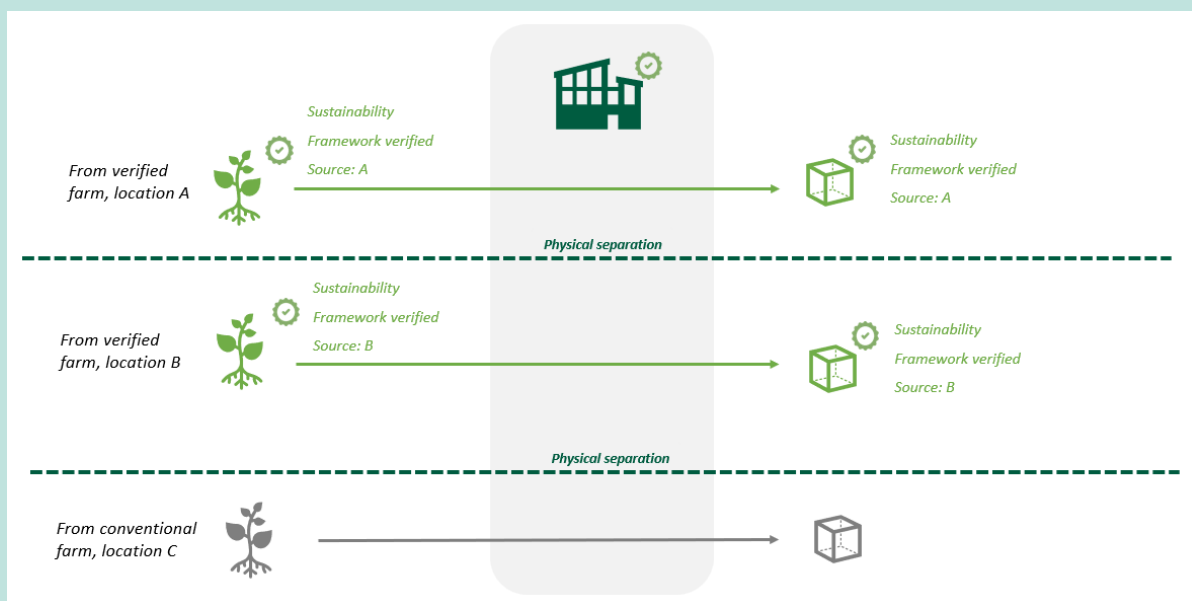 Sustainability
Framework verified
Source: A
From verified
farm, location A
Sustainability
Framework verified
Source: A
Physical separation
Sustainability
Framework verified
Source: B
From verified
farm, location B
Sustainability
Framework verified
Source: B
Physical separation
From conventional
farm, location C